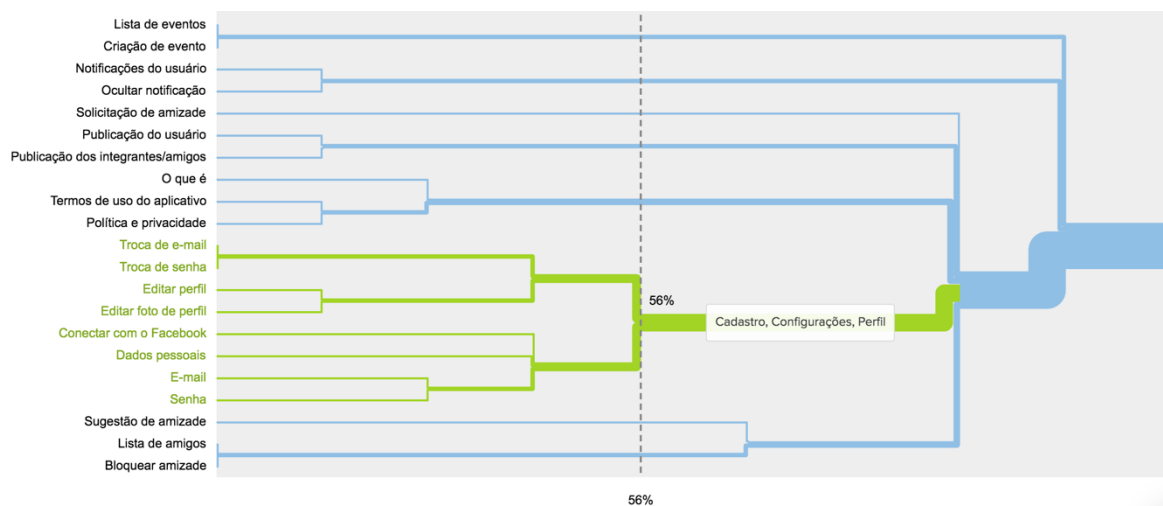 Lista de eventos
Criação de evento
Notificações do usuário
Ocultar notificação
Solicitação de amizade
Publicação do usuário
Publicação dos integrantes/amigos
O que é
Termos de uso do aplicativo
Política e privacidade
Troca de e-mail
Troca de senha
Editar perfil
Editar foto de perfil
56%
Cadastro, Configurações, Perfil
Conectar com o Facebook
Dados pessoais
E-mail
Senha
Sugestão de amizade
Lista de amigos
Bloquear amizade
56%